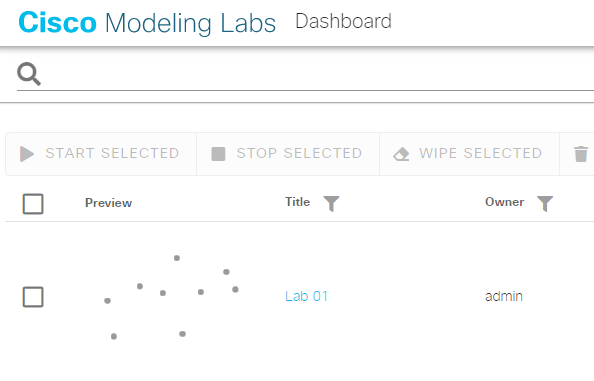 Cisco Modeling Labs Dashboard
START SELECTED STOP SELECTED WIPE SELECTED
Preview Title Owner
Lab 01 admin